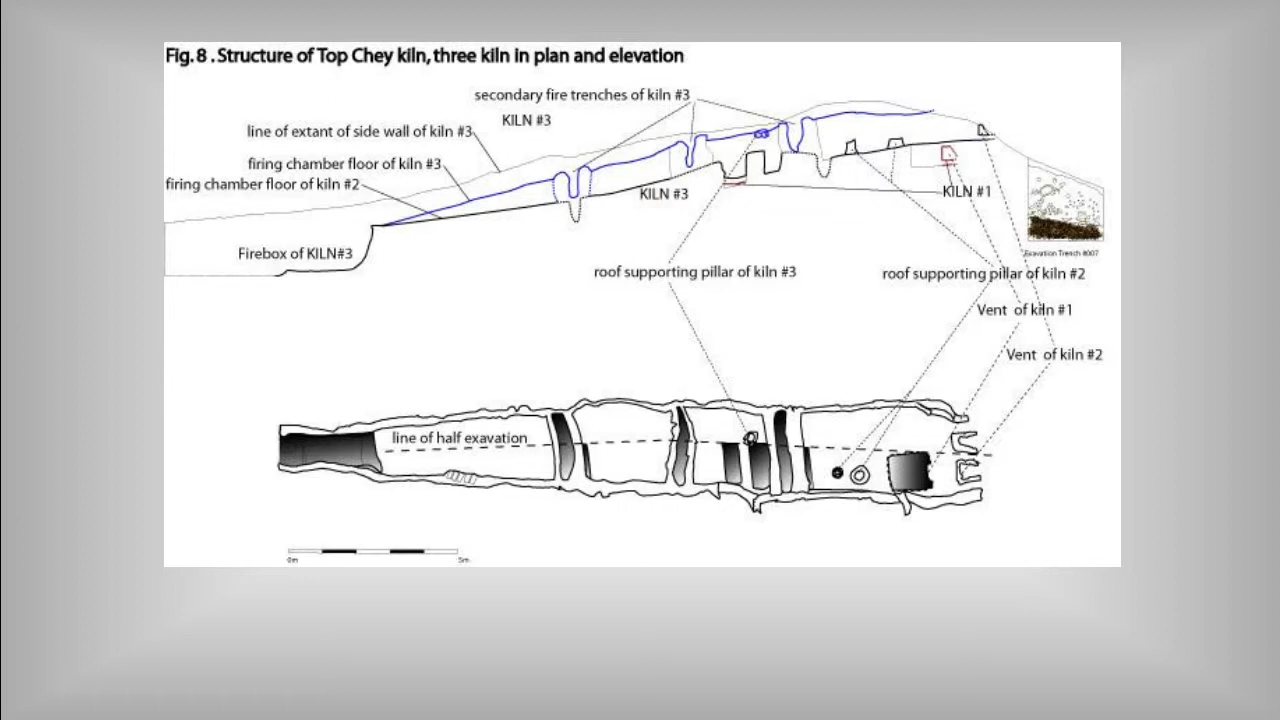 Fig. 8 . Structure of Top Chey kiln, three kiln in plan and elevation
secondary fire trenches of kiln #3
KILN #3
line of extant of side wall of kiln #3
firing chamber floor of kiln #3
firing chamber floor of kiln #2
KILN #3
KILN #1
Firebox of KILN#3
Exavation Trench #007
roof supporting pillar of kiln #3
roof supporting pillar of kiln #2
Vent of kiln #1
Vent of kiln #2
line of half exavation
0m
5m